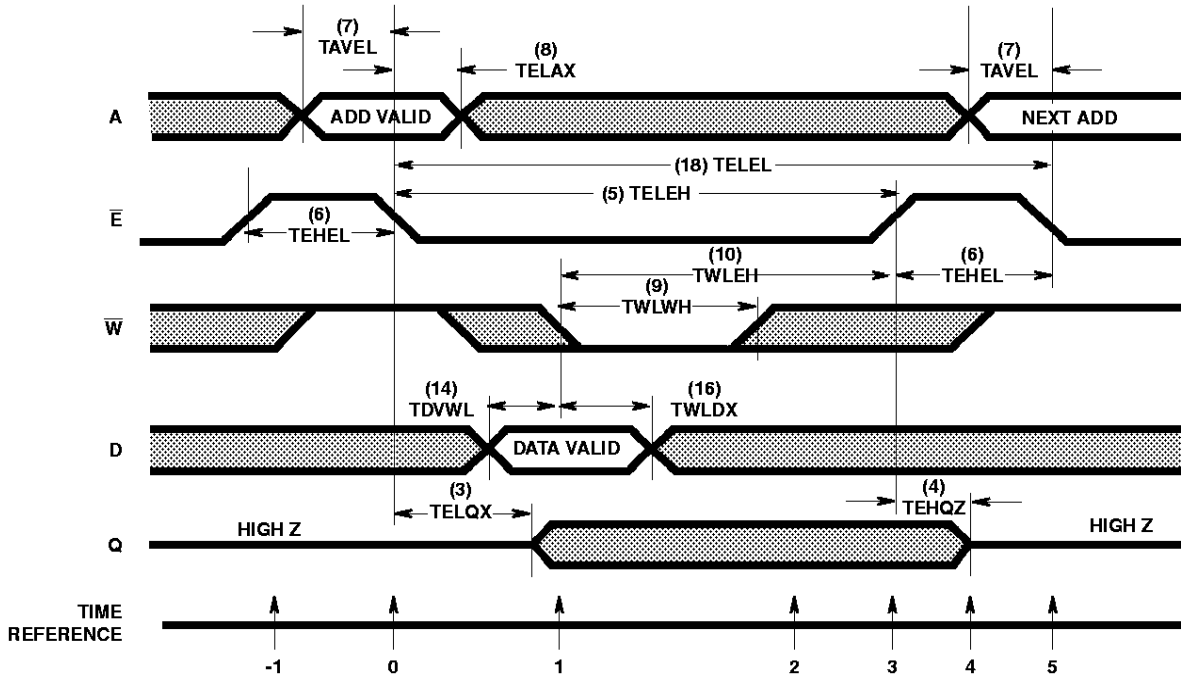 (7)
TAVEL
(8)
TELAX
(7)
TAVEL
A
ADD VALID
NEXT ADD
(18) TELEL
(5) TELEH
E
(6)
TEHEL
(10)
TWLEH
(6)
TEHEL
(9)
TWLWH
W
(14)
TDVWL
(16)
TWLDX
D
DATA VALID
(3)
TELQX
(4)
TEHQZ
Q
HIGH Z
HIGH Z
TIME
REFERENCE
-1 0 1 2 3 4 5